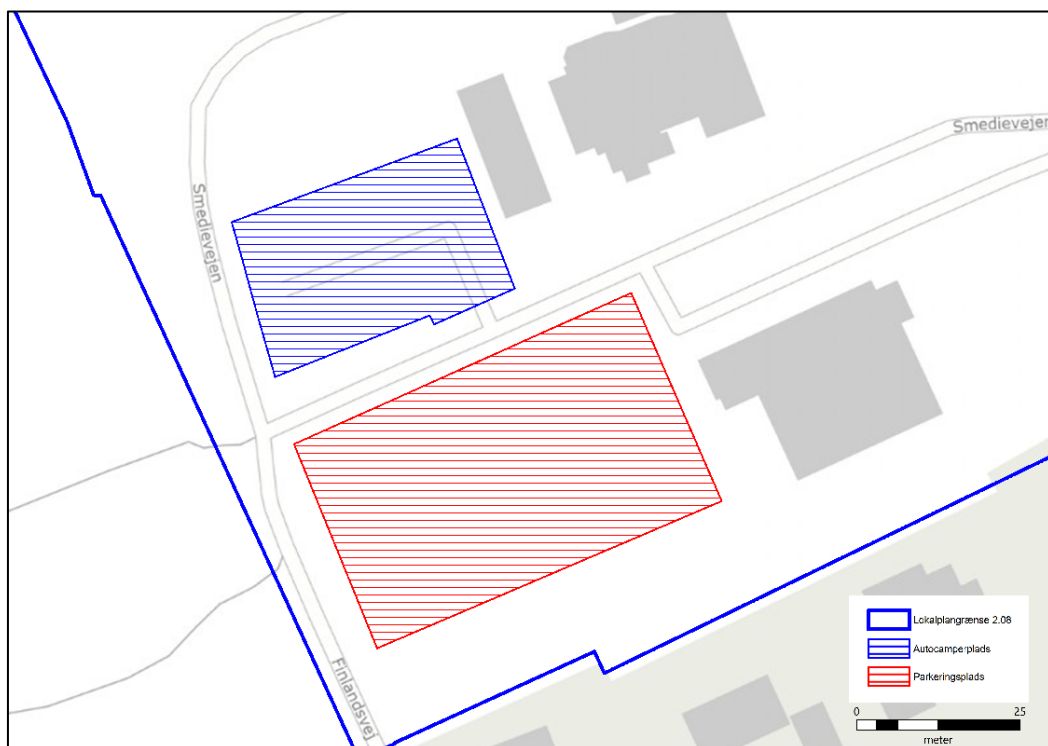 Smedievejen
Smedievejen
Finlandsvej
Lokalplangrænse 2.08
Autocamperplads
Parkeringsplads
0 25
meter